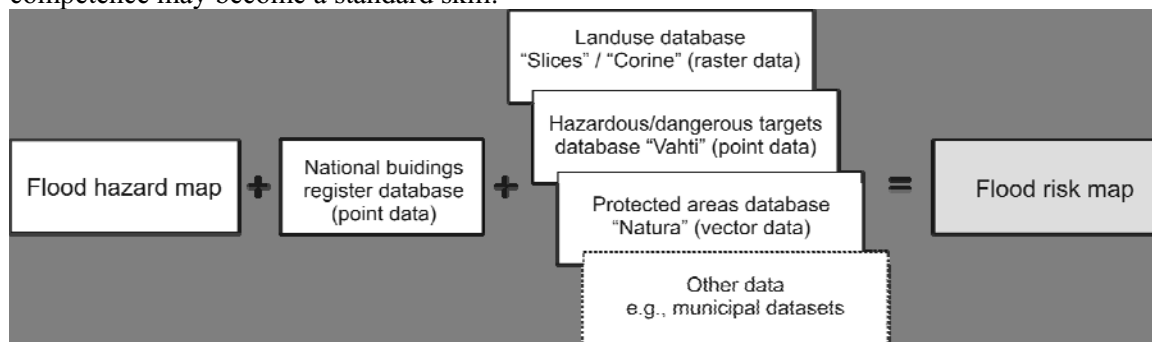 competence may become a standard skill.
Landuse database
“Slices” / “Corine” (raster data)
Hazardous/dangerous targets
database “Vahti” (point data)
Flood hazard map
+
National buidings
register database
(point data)
+
Protected areas database
“Natura” (vector data)
=
Flood risk map
Other data
e.g., municipal datasets